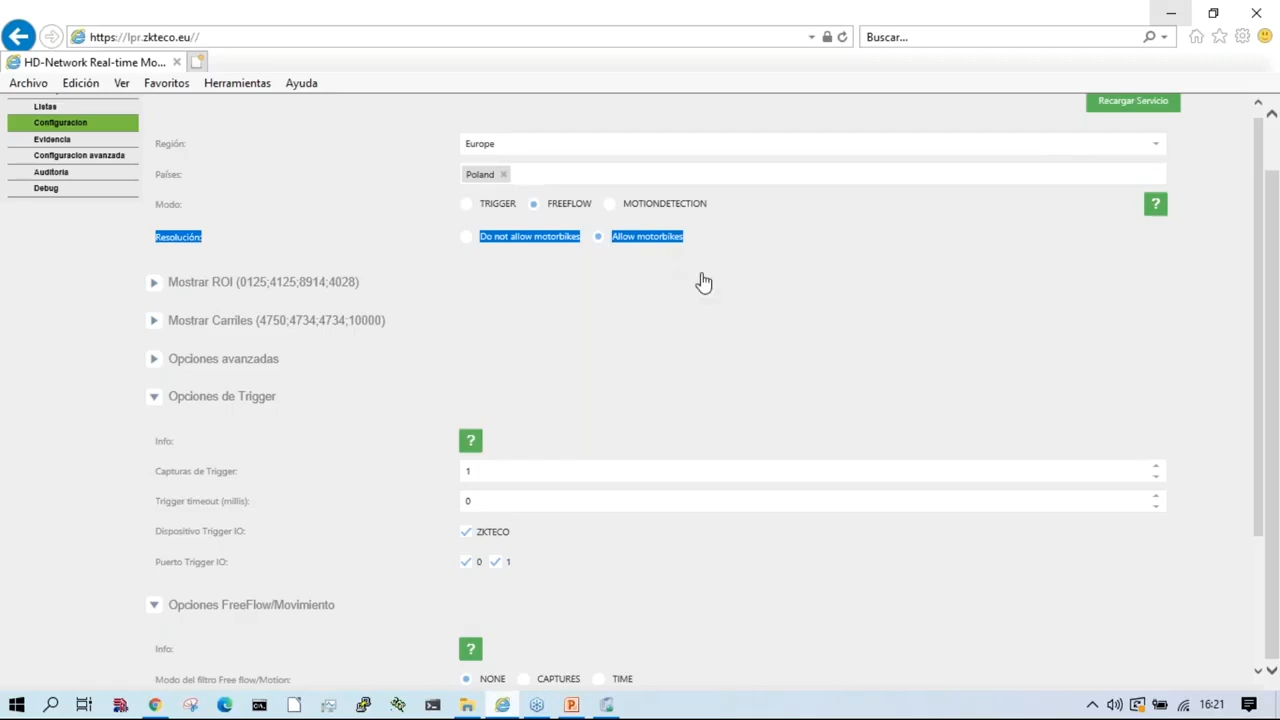 https://lpr.zkteco.eu//
Buscar...
HD-Network Real-time Mo...
Archivo Edición Ver Favoritos Herramientas Ayuda
Listas
Configuracion
Evidencia
Configuracion avanzada
Auditoria
Debug
Recargar Servicio
Región: Europe
Países: Poland
Modo: TRIGGER FREEFLOW MOTIONDETECTION ?
Resolución: Do not allow motorbikes Allow motorbikes
Mostrar ROI (0125;4125;8914;4028)
Mostrar Carriles (4750;4734;4734;10000)
Opciones avanzadas
Opciones de Trigger
Info: ?
Capturas de Trigger: 1
Trigger timeout (millis): 0
Dispositivo Trigger IO: ZKTECO
Puerto Trigger IO: 0 1
Opciones FreeFlow/Movimiento
Info: ?
Modo del filtro Free flow/Motion: NONE CAPTURES TIME
16:21